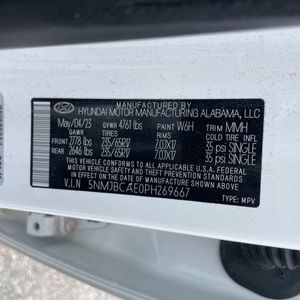 MANUFACTURED BY
HYUNDAI MOTOR MANUFACTURING ALABAMA, LLC
May/04/23 GVWR 4761 lbs PAINT W6H TRIM MMH
GAWR TIRES RIMS COLD TIRE INFL
FRONT 2778 lbs 235/65R17 7.0JX17 35 psi SINGLE
REAR 2646 lbs 235/65R17 7.0JX17 35 psi SINGLE
THIS VEHICLE CONFORMS TO ALL APPLICABLE
U.S.A. FEDERAL MOTOR VEHICLE SAFETY
THEFT PREVENTION STANDARDS IN EFFECT ON THE
DATE OF MANUFACTURE SHOWN ABOVE.
V.I.N 5NMJBCAE0PH269667 TYPE: MPV